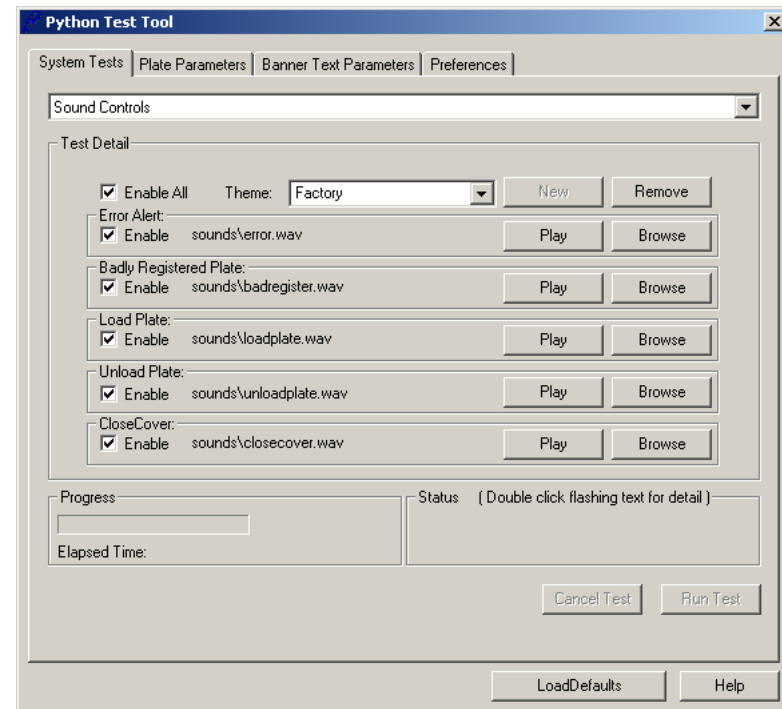 Python Test Tool
System Tests Plate Parameters Banner Text Parameters Preferences
Sound Controls
Test Detail
Enable All Theme: Factory New Remove
Error Alert:
Enable sounds\error.wav Play Browse
Badly Registered Plate:
Enable sounds\badregister.wav Play Browse
Load Plate:
Enable sounds\loadplate.wav Play Browse
Unload Plate:
Enable sounds\unloadplate.wav Play Browse
CloseCover:
Enable sounds\closecover.wav Play Browse
Progress
Elapsed Time:
Status ( Double click flashing text for detail )
Cancel Test Run Test
LoadDefaults Help